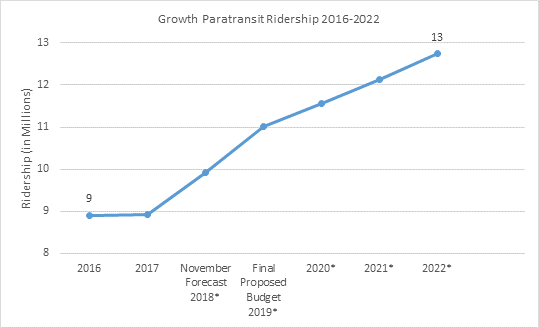 Growth Paratransit Ridership 2016-2022
Ridership (in Millions)
13
12
11
10
9
8
9
13
2016
2017
November
Forecast
2018*
Final
Proposed
Budget
2019*
2020*
2021*
2022*